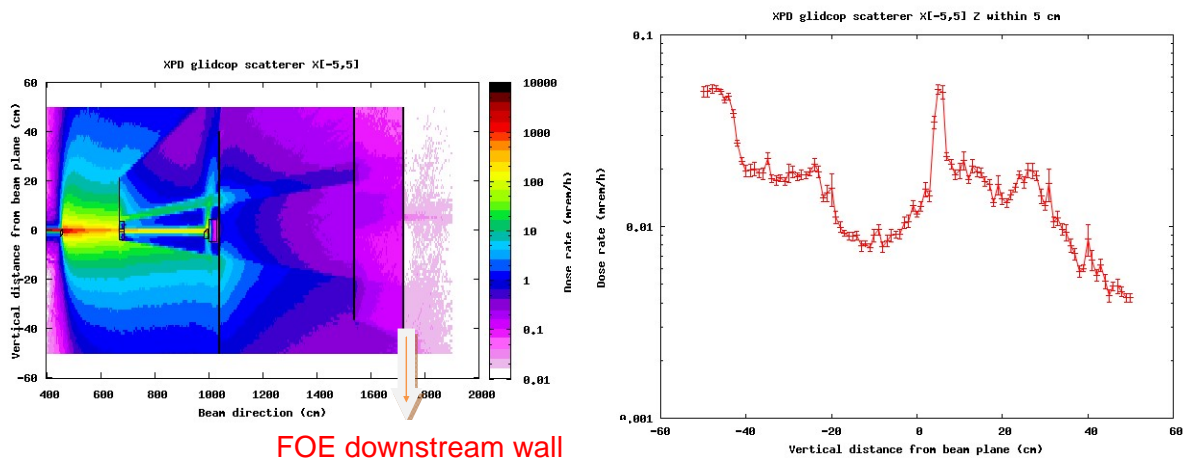 XPD glidcop scatterer X[-5,5]
Vertical distance from beam plane (cm)
60
40
20
0
-20
-40
-60
400 600 800 1000 1200 1400 1600 1800 2000
Beam direction (cm)
10000
1000
100
10
1
0.1
0.01
Dose rate (mrem/h)
FOE downstream wall
XPD glidcop scatterer X[-5,5] Z within 5 cm
Dose rate (mrem/h)
0.1
0.01
0.001
-60 -40 -20 0 20 40 60
Vertical distance from beam plane (cm)